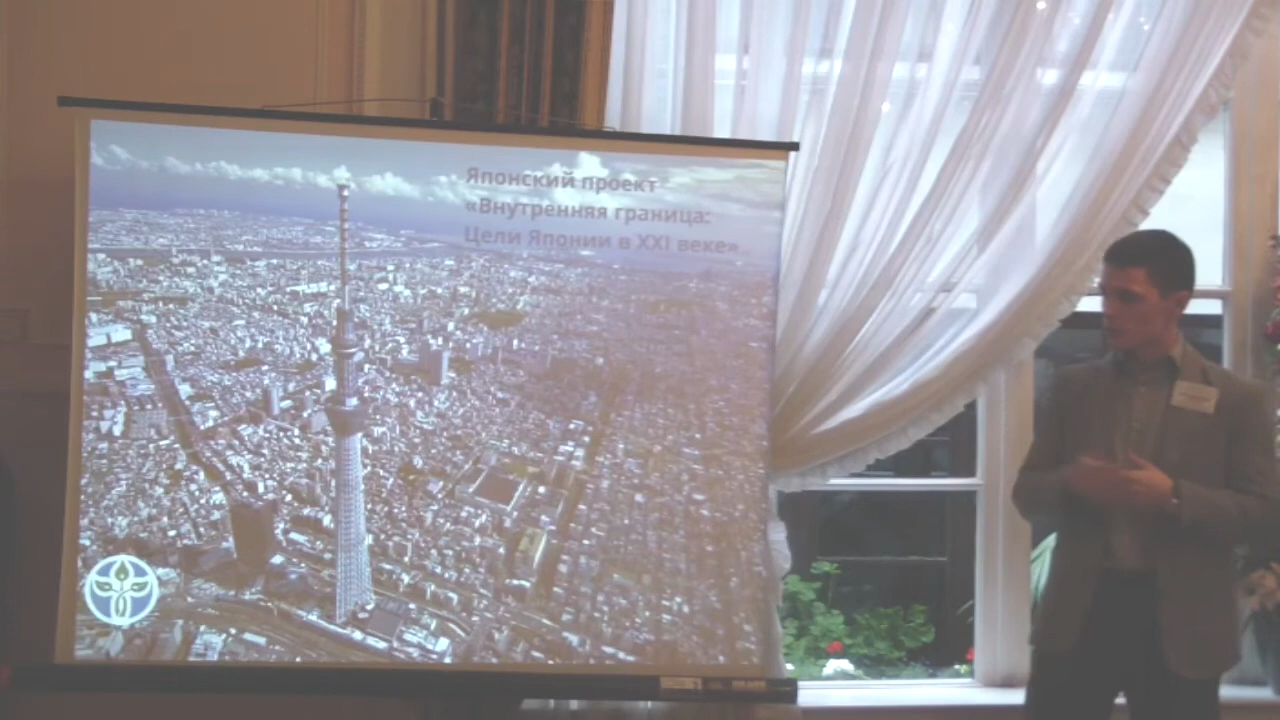 Японский проект
«Внутренняя граница:
Цели Японии в XXI веке»